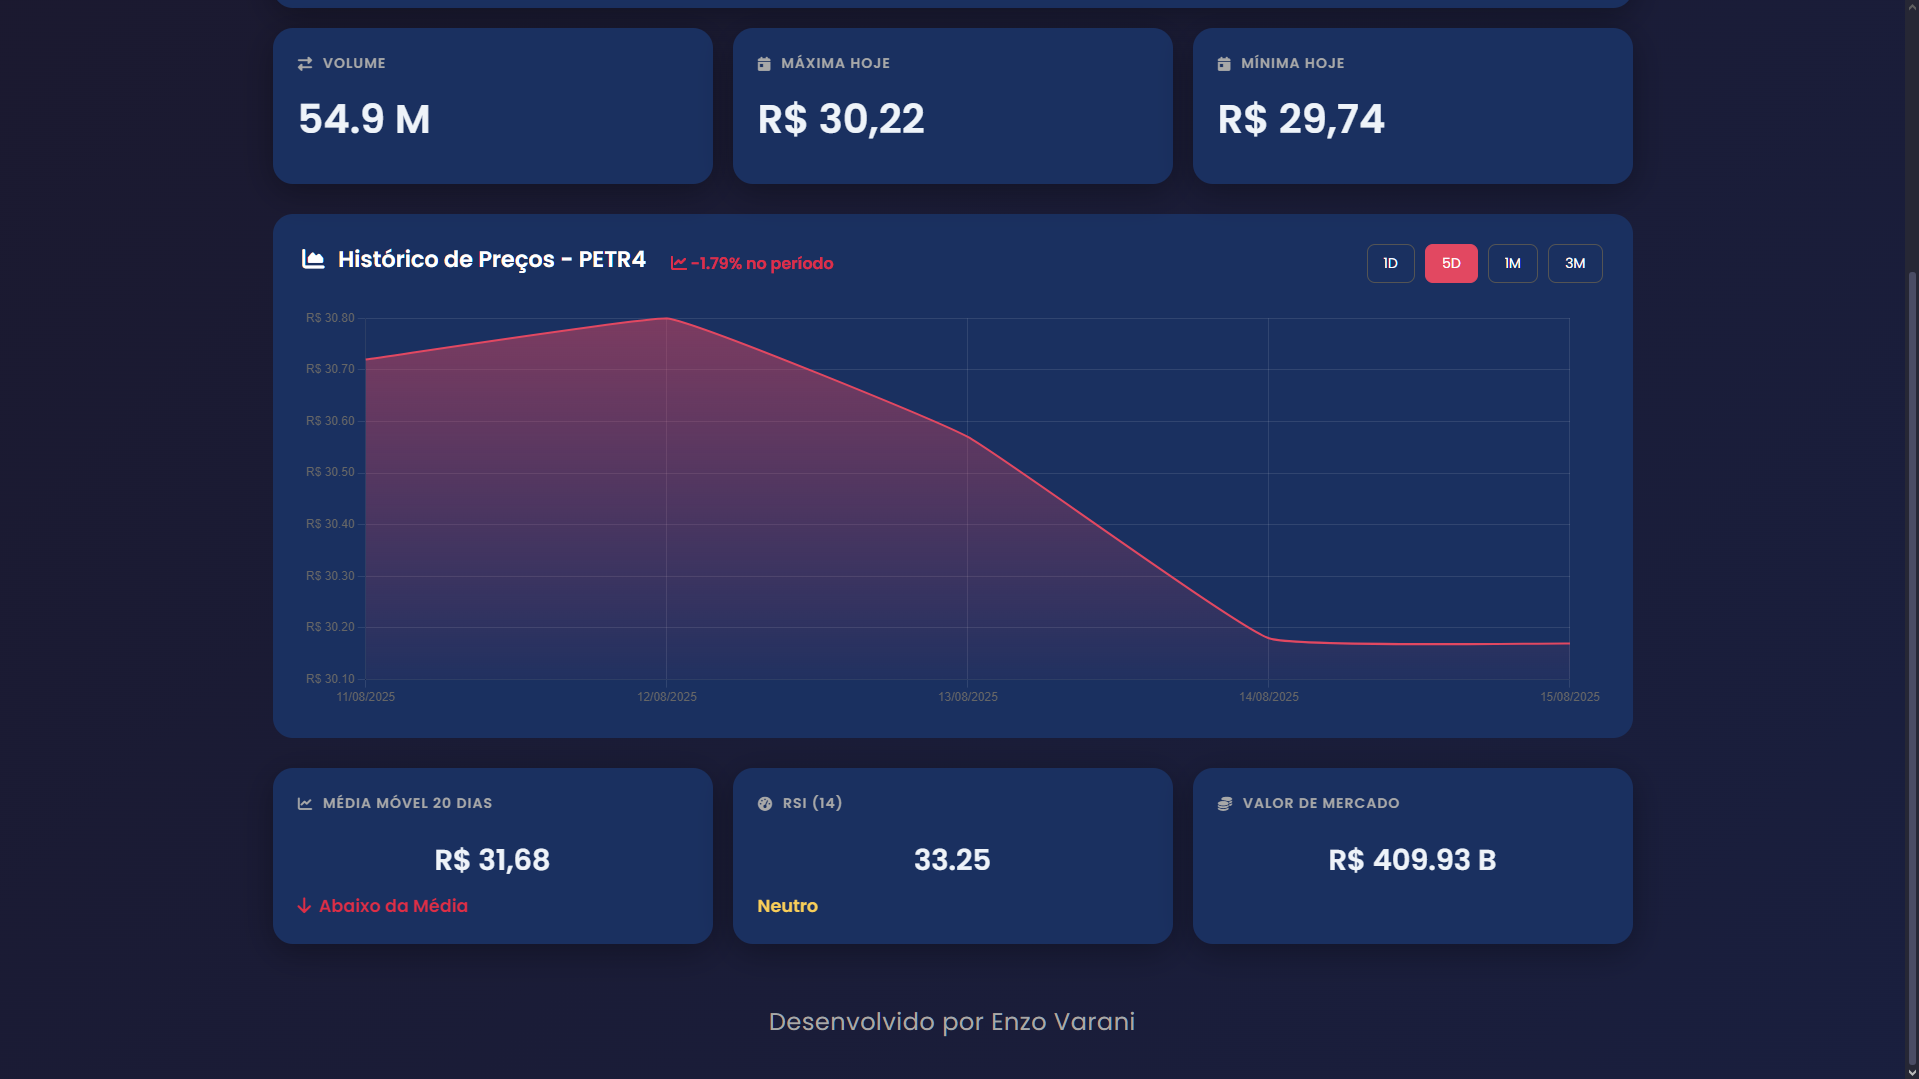 VOLUME
54.9 M
MÁXIMA HOJE
R$ 30,22
MÍNIMA HOJE
R$ 29,74
Histórico de Preços - PETR4
-1.79% no período
1D
5D
1M
3M
R$ 30.80
R$ 30.70
R$ 30.60
R$ 30.50
R$ 30.40
R$ 30.30
R$ 30.20
R$ 30.10
11/08/2025
12/08/2025
13/08/2025
14/08/2025
15/08/2025
MÉDIA MÓVEL 20 DIAS
R$ 31,68
Abaixo da Média
RSI (14)
33.25
Neutro
VALOR DE MERCADO
R$ 409.93 B
Desenvolvido por Enzo Varani